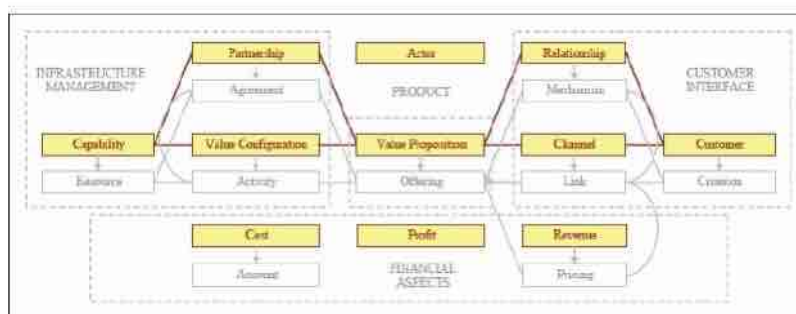 Partnership
Actor
Relationship
INFRASTRUCTURE
MANAGEMENT
Agreement
PRODUCT
Mechanism
CUSTOMER
INTERFACE
Capability
Value Configuration
Value Proposition
Channel
Customer
Resource
Activity
Offering
Link
Criterion
Cost
Profit
Revenue
Account
FINANCIAL
ASPECTS
Pricing